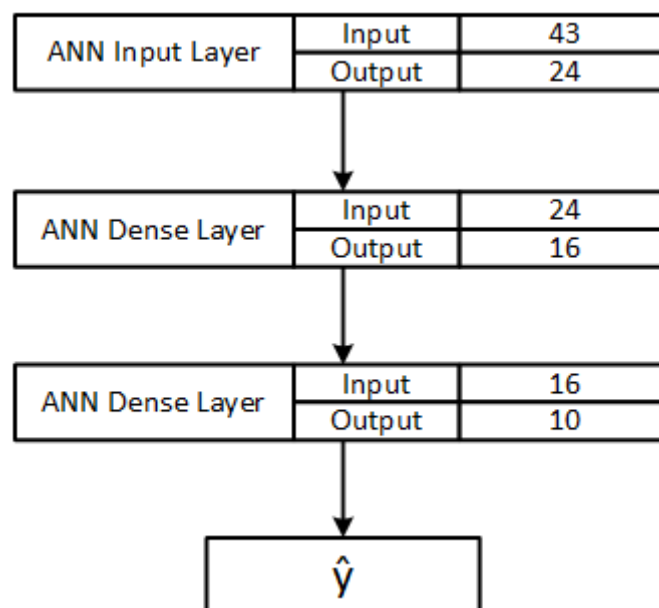 ANN Input Layer Input 43
Output 24
ANN Dense Layer Input 24
Output 16
ANN Dense Layer Input 16
Output 10
ŷ